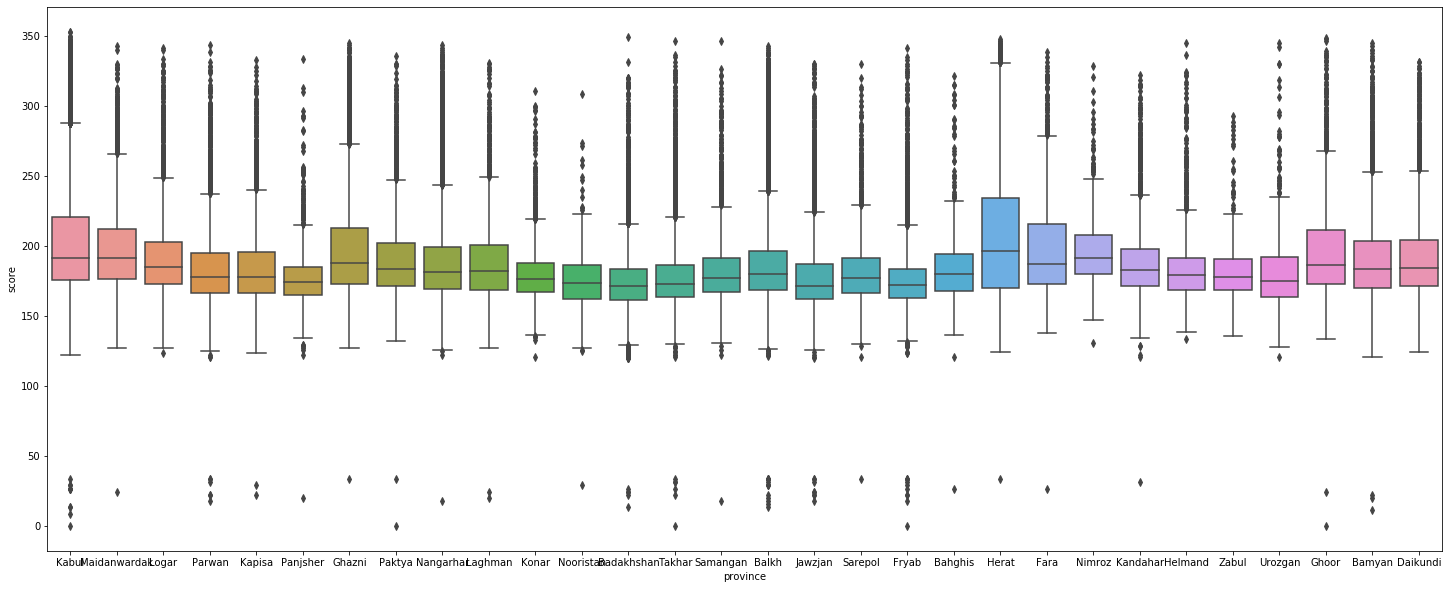 350
300
250
200
150
100
50
0
score
Kabul Maidanwardak Logar Parwan Kapisa Panjsher Ghazni Paktya Nangarhar Laghman Konar Nooristan Badakhshan Takhar Samangan Balkh Jawzjan Sarepol Fryab Bahghis Herat Fara Nimroz Kandahar Helmand Zabul Urozgan Ghoor Bamyan Daikundi
province